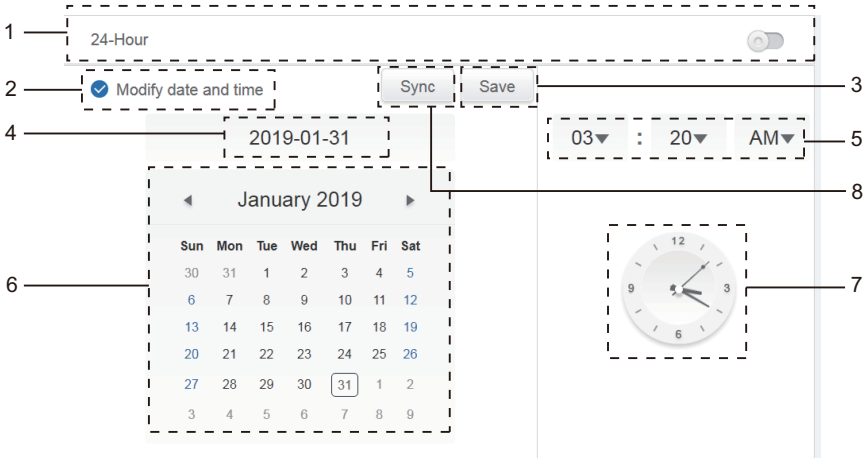 1
24-Hour
2
Modify date and time
Sync
Save
3
4
2019-01-31
03 : 20 AM
5
8
January 2019
Sun Mon Tue Wed Thu Fri Sat
30 31 1 2 3 4 5
6 7 8 9 10 11 12
13 14 15 16 17 18 19
20 21 22 23 24 25 26
27 28 29 30 31 1 2
3 4 5 6 7 8 9
6
12
9 3
6
7